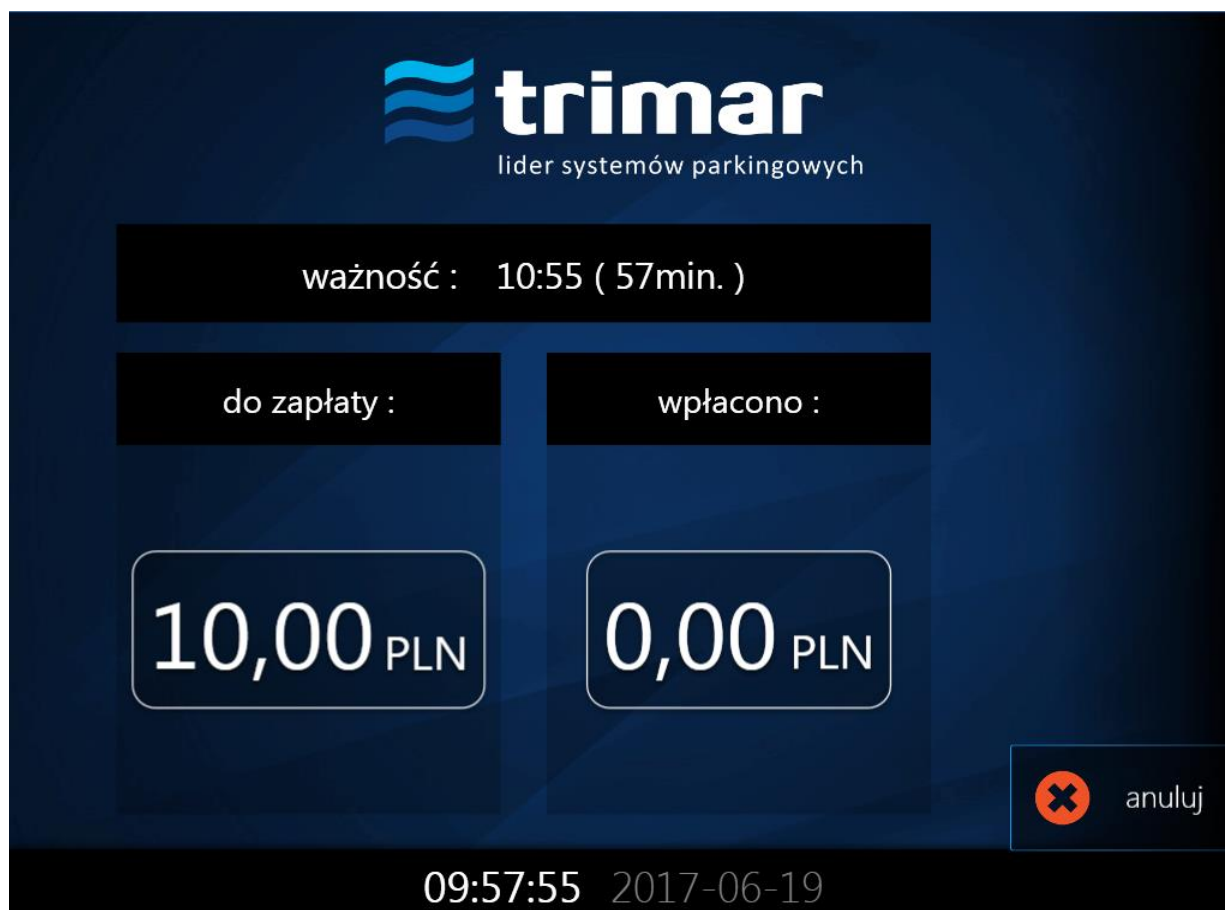 trimar
lider systemów parkingowych
ważność : 10:55 ( 57min. )
do zapłaty :
wpłacono :
10,00 PLN
0,00 PLN
anuluj
09:57:55 2017-06-19